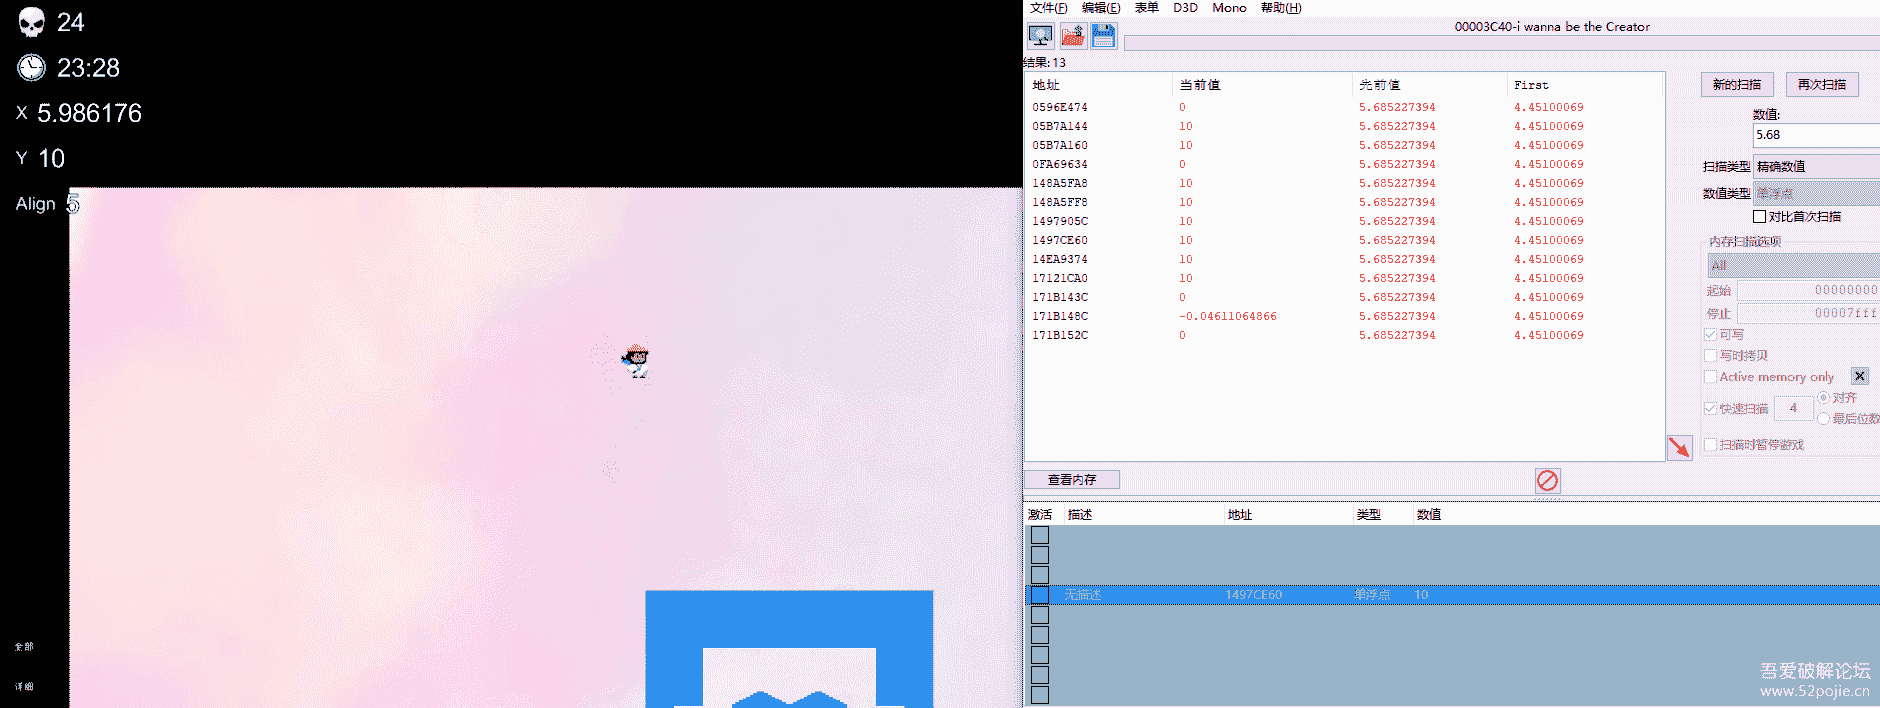 24
23:28
X 5.986176
Y 10
Align 5
全部
详细
文件(F) 编辑(E) 表单 D3D Mono 帮助(H)
00003C40-i wanna be the Creator
结果:13
地址 当前值 先前值 First
0596E474 0 5.685227394 4.45100069
05B7A144 10 5.685227394 4.45100069
05B7A160 10 5.685227394 4.45100069
0FA69634 0 5.685227394 4.45100069
148A5FA8 10 5.685227394 4.45100069
148A5FF8 10 5.685227394 4.45100069
1497905C 10 5.685227394 4.45100069
1497CE60 10 5.685227394 4.45100069
14EA9374 10 5.685227394 4.45100069
17121CA0 10 5.685227394 4.45100069
171B143C 0 5.685227394 4.45100069
171B148C -0.04611064866 5.685227394 4.45100069
171B152C 0 5.685227394 4.45100069
新的扫描 再次扫描
数值:
5.68
扫描类型 精确数值
数值类型 单浮点
对比首次扫描
内存扫描选项
All
起始 00000000
停止 00007fff
可写
写时拷贝
Active memory only
快速扫描 4 对齐
最后位数
扫描时暂停游戏
查看内存
激活 描述 地址 类型 数值
无描述 1497CE60 单浮点 10
吾爱破解论坛
www.52pojie.cn